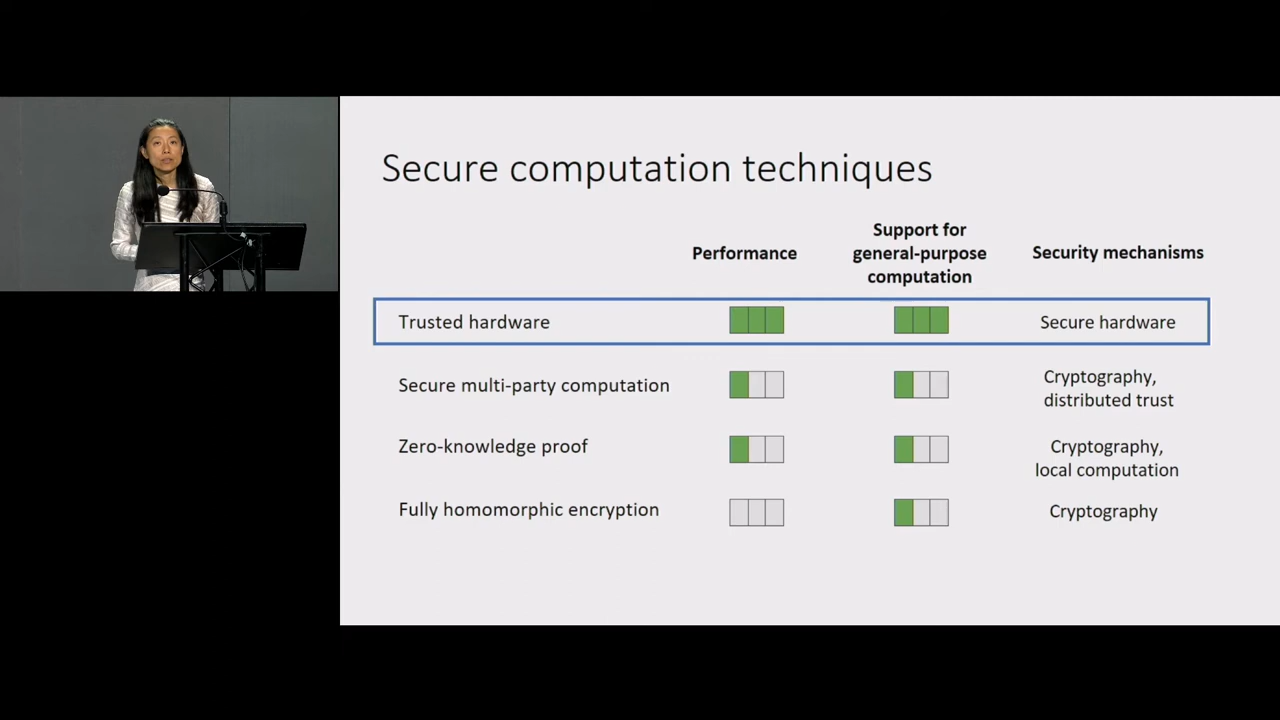 Secure computation techniques
Performance
Support for
general-purpose
computation
Security mechanisms
Trusted hardware
Secure hardware
Secure multi-party computation
Cryptography,
distributed trust
Zero-knowledge proof
Cryptography,
local computation
Fully homomorphic encryption
Cryptography